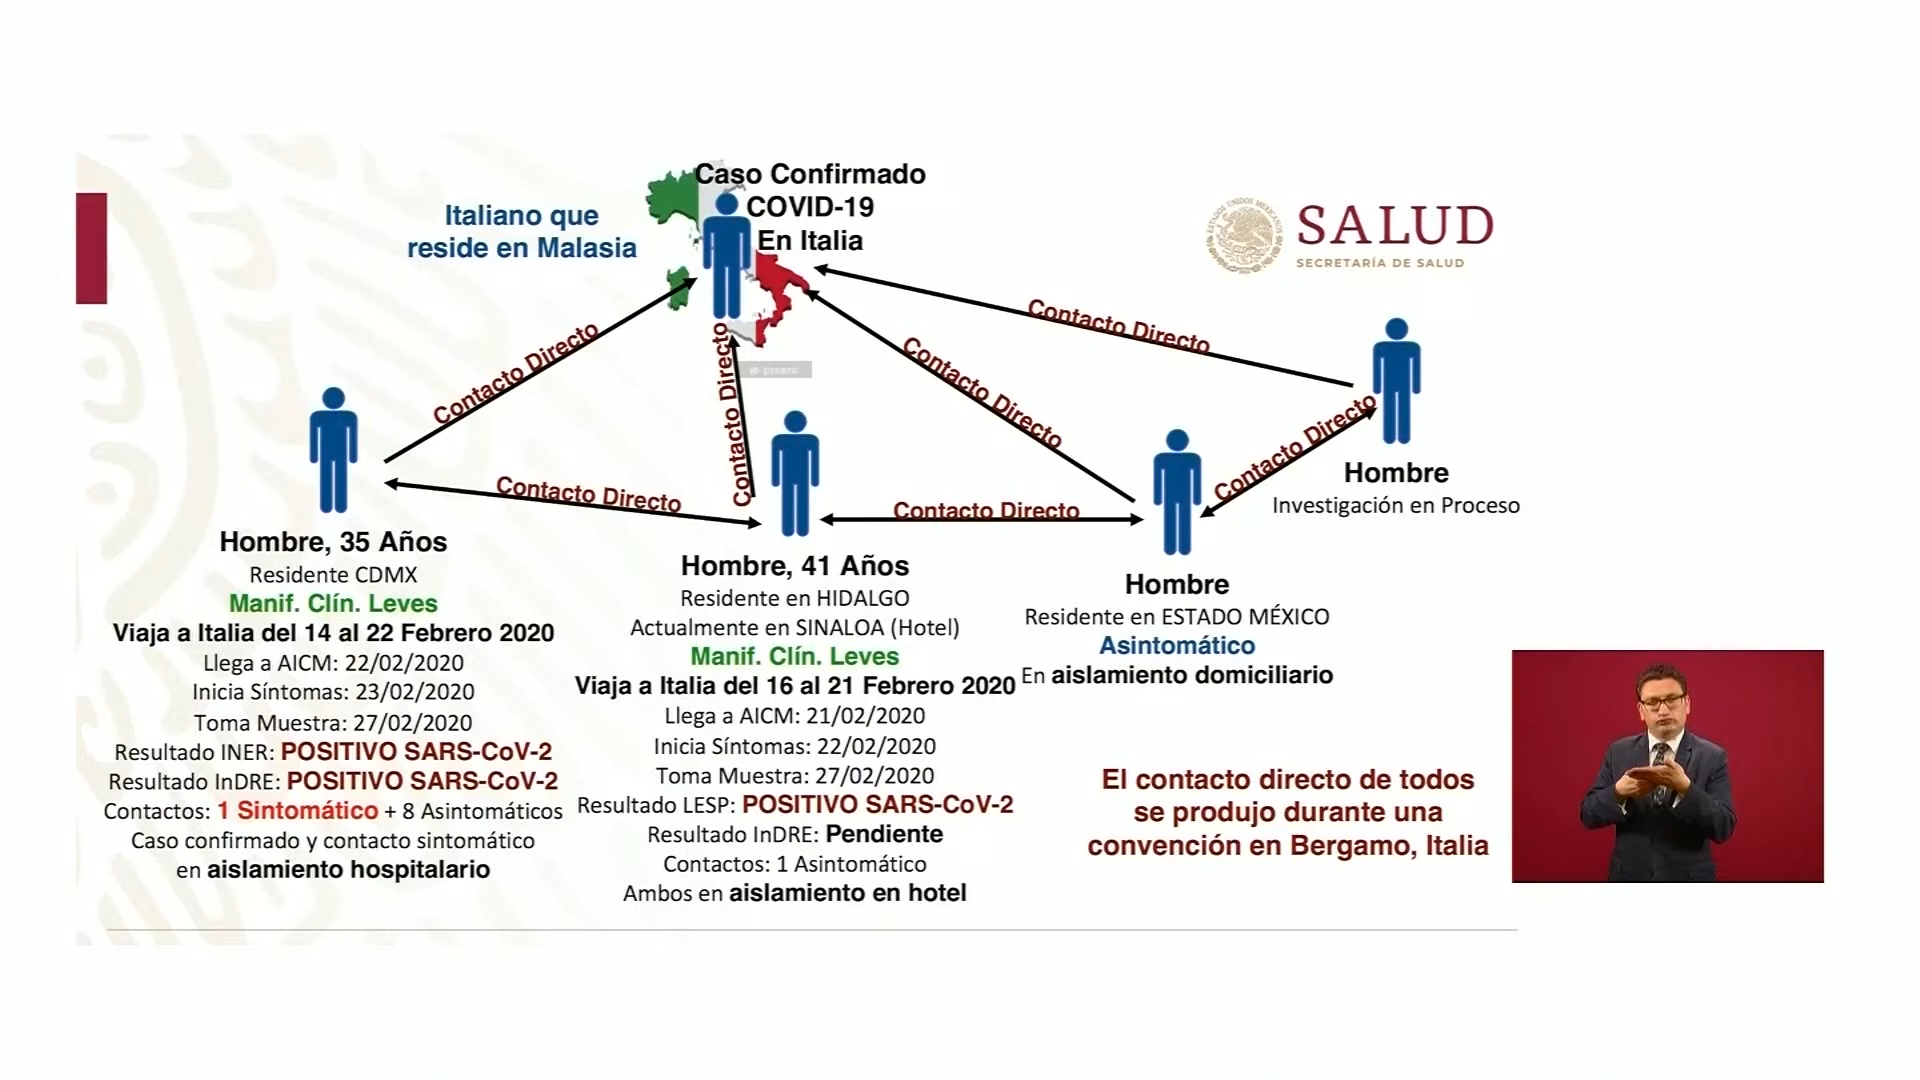 Caso Confirmado
COVID-19
En Italia
Italiano que
reside en Malasia
ESTADOS UNIDOS MEXICANOS
SALUD
SECRETARÍA DE SALUD
Contacto Directo
Contacto Directo
Contacto Directo
Contacto Directo
Contacto Directo
Contacto Directo
Contacto Directo
Hombre, 35 Años
Residente CDMX
Manif. Clín. Leves
Viaja a Italia del 14 al 22 Febrero 2020
Llega a AICM: 22/02/2020
Inicia Síntomas: 23/02/2020
Toma Muestra: 27/02/2020
Resultado INER: POSITIVO SARS-CoV-2
Resultado InDRE: POSITIVO SARS-CoV-2
Contactos: 1 Sintomático + 8 Asintomáticos
Caso confirmado y contacto sintomático
en aislamiento hospitalario
Hombre, 41 Años
Residente en HIDALGO
Actualmente en SINALOA (Hotel)
Manif. Clín. Leves
Viaja a Italia del 16 al 21 Febrero 2020
Llega a AICM: 21/02/2020
Inicia Síntomas: 22/02/2020
Toma Muestra: 27/02/2020
Resultado LESP: POSITIVO SARS-CoV-2
Resultado InDRE: Pendiente
Contactos: 1 Asintomático
Ambos en aislamiento en hotel
Hombre
Residente en ESTADO MÉXICO
Asintomático
En aislamiento domiciliario
Hombre
Investigación en Proceso
El contacto directo de todos
se produjo durante una
convención en Bergamo, Italia